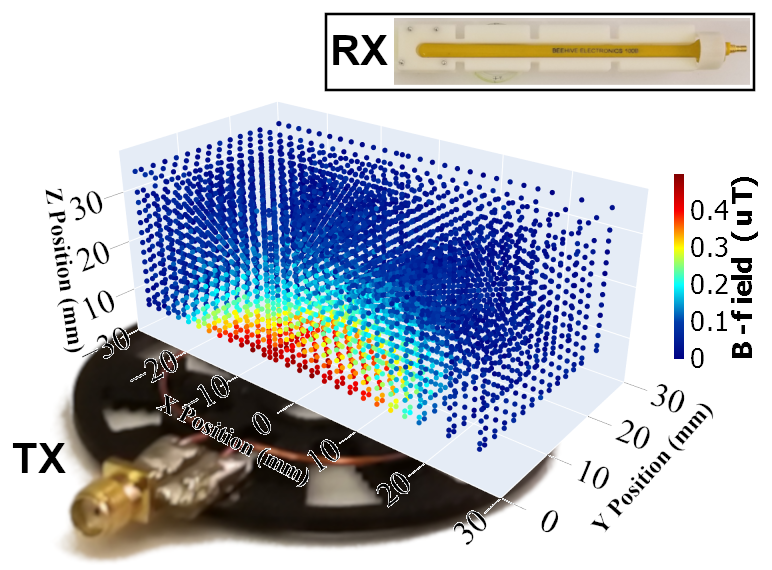 RX
BEEHIVE ELECTRONICS 100B
Z Position (mm)
30
20
10
0.4
0.3
0.2
0.1
0
B-field (uT)
-30
-20
-10
0
10
20
30
X Position (mm)
30
20
10
0
Y Position (mm)
TX